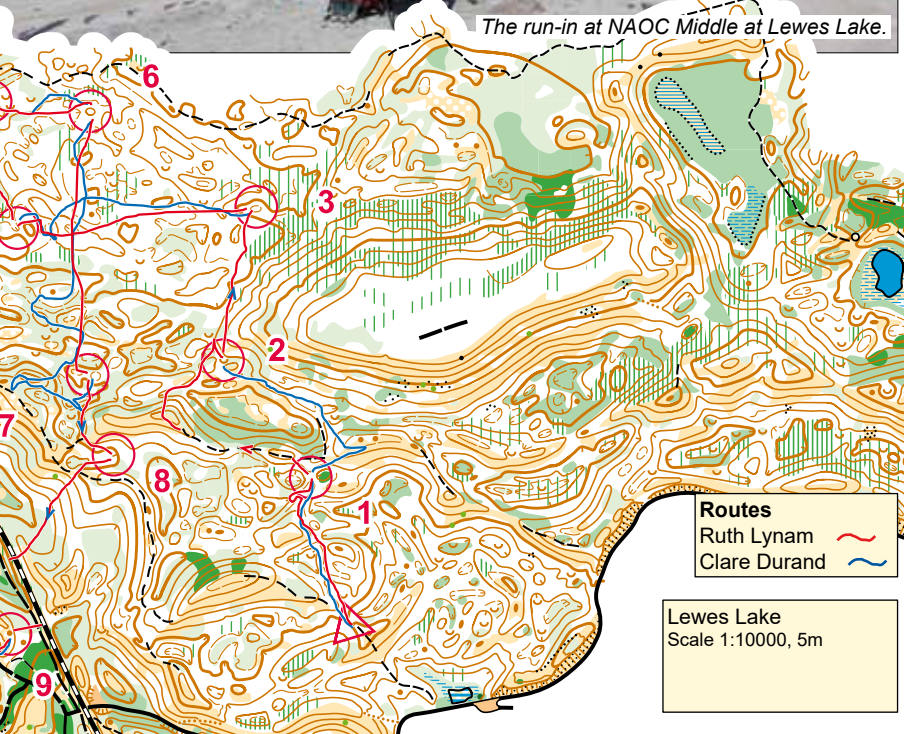 The run-in at NAOC Middle at Lewes Lake.
6
3
2
7
8
1
Routes
Ruth Lynam
Clare Durand
Lewes Lake
Scale 1:10000, 5m
9